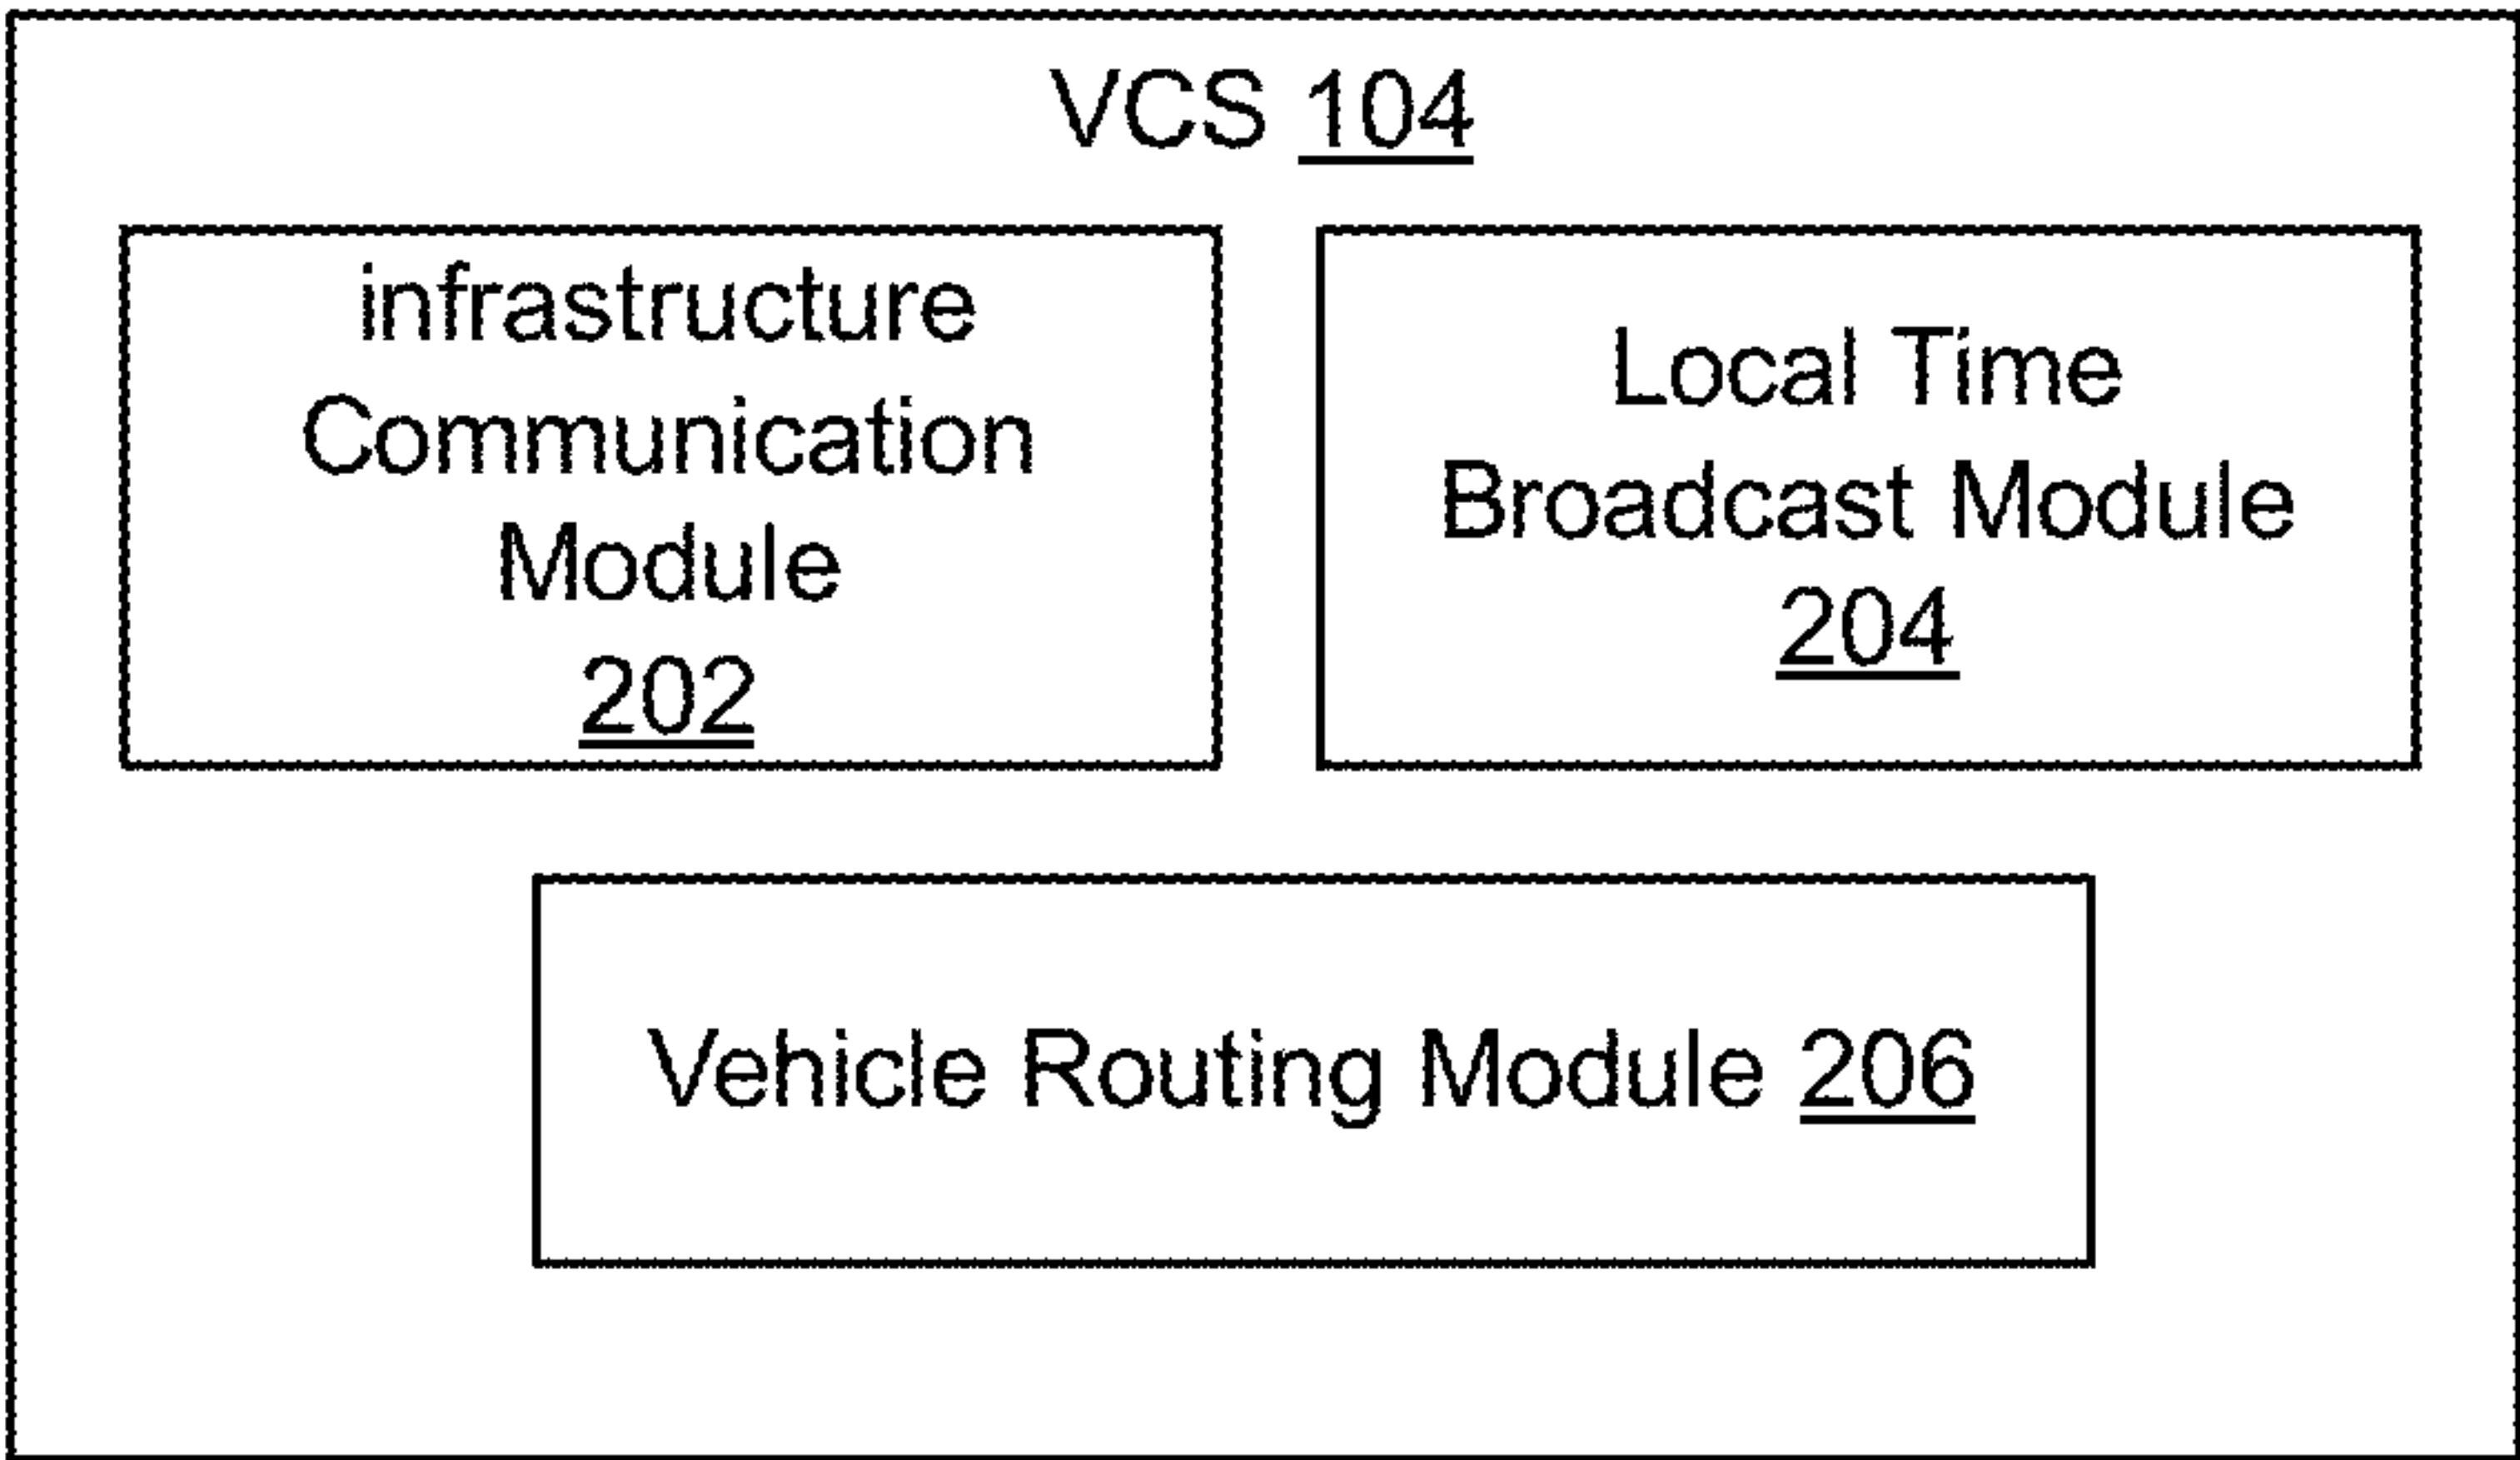 VCS 104
infrastructure
Communication
Module
202
Local Time
Broadcast Module
204
Vehicle Routing Module 206